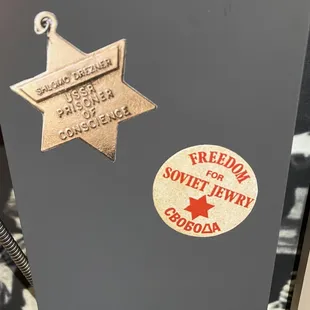 SHLOMO DREZNER
USSR
PRISONER
OF
CONSCIENCE
FREEDOM
FOR
SOVIET JEWRY
СВОБОДА